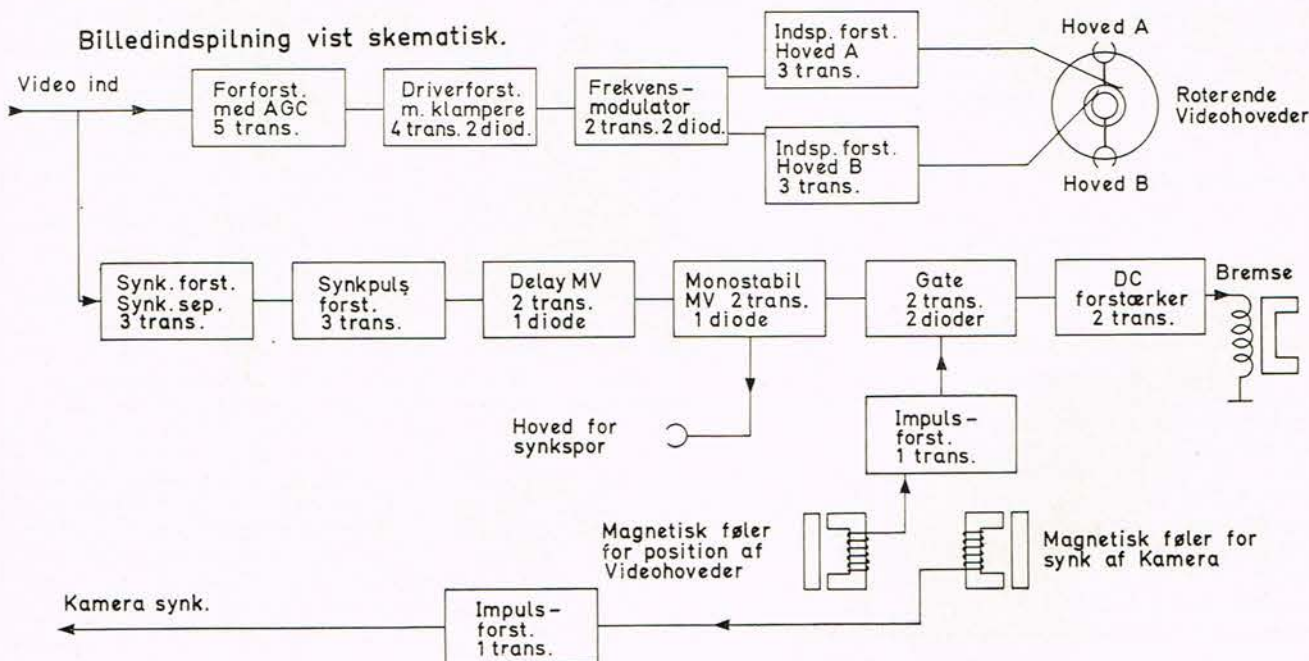 Billedindspilning vist skematisk.
Video ind
Forforst.
med AGC
5 trans.
Driverforst.
m. klampere
4 trans. 2 diod.
Frekvens-
modulator
2 trans. 2 diod.
Indsp. forst.
Hoved A
3 trans.
Indsp. forst.
Hoved B
3 trans.
Hoved A
Roterende
Videohoveder
Hoved B
Synk. forst.
Synk. sep.
3 trans.
Synkpuls
forst.
3 trans.
Delay MV
2 trans.
1 diode
Monostabil
MV 2 trans.
1 diode
Gate
2 trans.
2 dioder
DC
forstærker
2 trans.
Bremse
Hoved for
synkspor
Impuls-
forst.
1 trans.
Magnetisk føler
for position af
Videohoveder
Magnetisk føler for
synk af Kamera
Kamera synk.
Impuls-
forst.
1 trans.